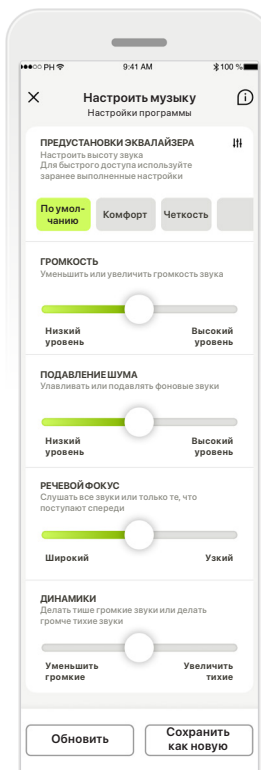 ●●●○○ PH 9:41 AM 100 %
Настроить музыку
Настройки программы
ПРЕДУСТАНОВКИ ЭКВАЛАЙЗЕРА
Настроить высоту звука
Для быстрого доступа используйте
заранее выполненные настройки
По умол-
чанию Комфорт Четкость
ГРОМКОСТЬ
Уменьшить или увеличить громкость звука
Низкий Высокий
уровень уровень
ПОДАВЛЕНИЕ ШУМА
Улавливать или подавлять фоновые звуки
Низкий Высокий
уровень уровень
РЕЧЕВОЙ ФОКУС
Слушать все звуки или только те, что
поступают спереди
Широкий Узкий
ДИНАМИКИ
Делать тише громкие звуки или делать
громче тихие звуки
Уменьшить Увеличить
громкие тихие
Обновить Сохранить
как новую